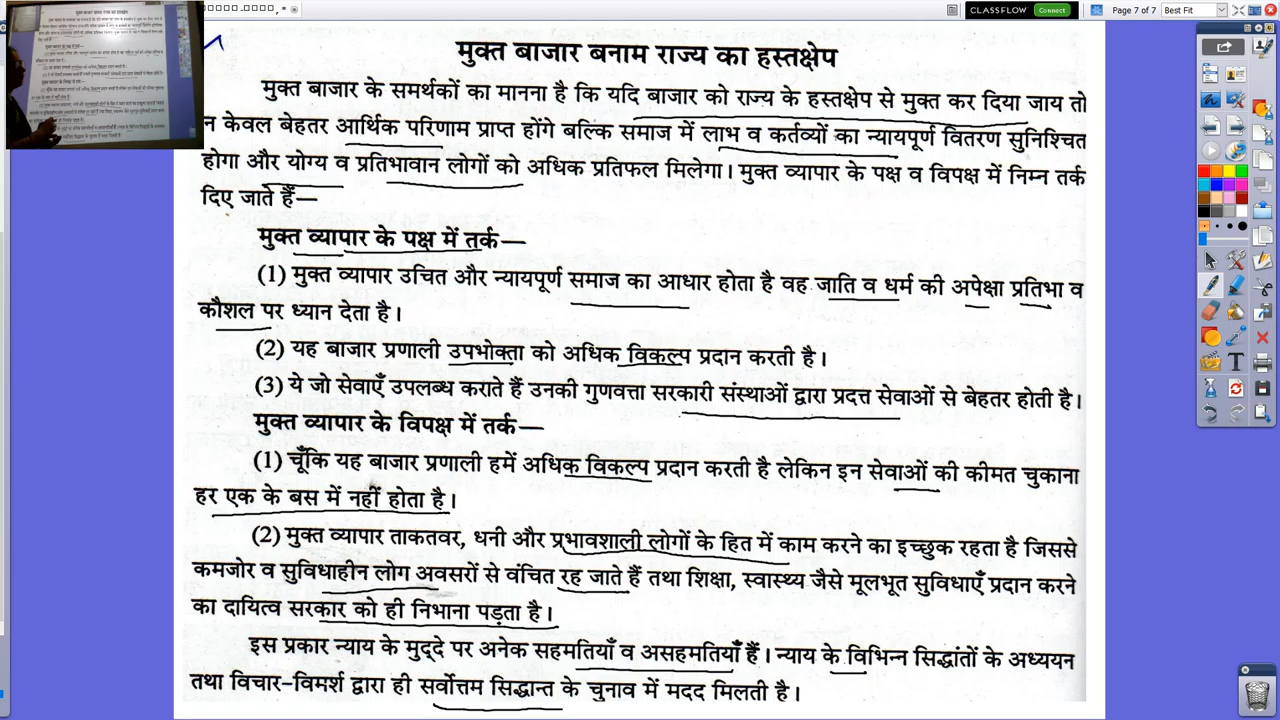 CLASSFLOW
Connect
Page 7 of 7
Best Fit
मुक्त बाजार बनाम राज्य का हस्तक्षेप
मुक्त बाजार के समर्थकों का मानना है कि यदि बाजार को राज्य के हस्तक्षेप से मुक्त कर दिया जाय तो
न केवल बेहतर आर्थिक परिणाम प्राप्त होंगे बल्कि समाज में लाभ व कर्तव्यों का न्यायपूर्ण वितरण सुनिश्चित
होगा और योग्य व प्रतिभावान लोगों को अधिक प्रतिफल मिलेगा। मुक्त व्यापार के पक्ष व विपक्ष में निम्न तर्क
दिए जाते हैं—
मुक्त व्यापार के पक्ष में तर्क—
(1) मुक्त व्यापार उचित और न्यायपूर्ण समाज का आधार होता है वह जाति व धर्म की अपेक्षा प्रतिभा व
कौशल पर ध्यान देता है।
(2) यह बाजार प्रणाली उपभोक्ता को अधिक विकल्प प्रदान करती है।
(3) ये जो सेवाएँ उपलब्ध कराते हैं उनकी गुणवत्ता सरकारी संस्थाओं द्वारा प्रदत्त सेवाओं से बेहतर होती है।
मुक्त व्यापार के विपक्ष में तर्क—
(1) चूँकि यह बाजार प्रणाली हमें अधिक विकल्प प्रदान करती है लेकिन इन सेवाओं की कीमत चुकाना
हर एक के बस में नहीं होता है।
(2) मुक्त व्यापार ताकतवर, धनी और प्रभावशाली लोगों के हित में काम करने का इच्छुक रहता है जिससे
कमजोर व सुविधाहीन लोग अवसरों से वंचित रह जाते हैं तथा शिक्षा, स्वास्थ्य जैसे मूलभूत सुविधाएँ प्रदान करने
का दायित्व सरकार को ही निभाना पड़ता है।
इस प्रकार न्याय के मुद्दे पर अनेक सहमतियाँ व असहमतियाँ हैं। न्याय के विभिन्न सिद्धांतों के अध्ययन
तथा विचार-विमर्श द्वारा ही सर्वोत्तम सिद्धान्त के चुनाव में मदद मिलती है।